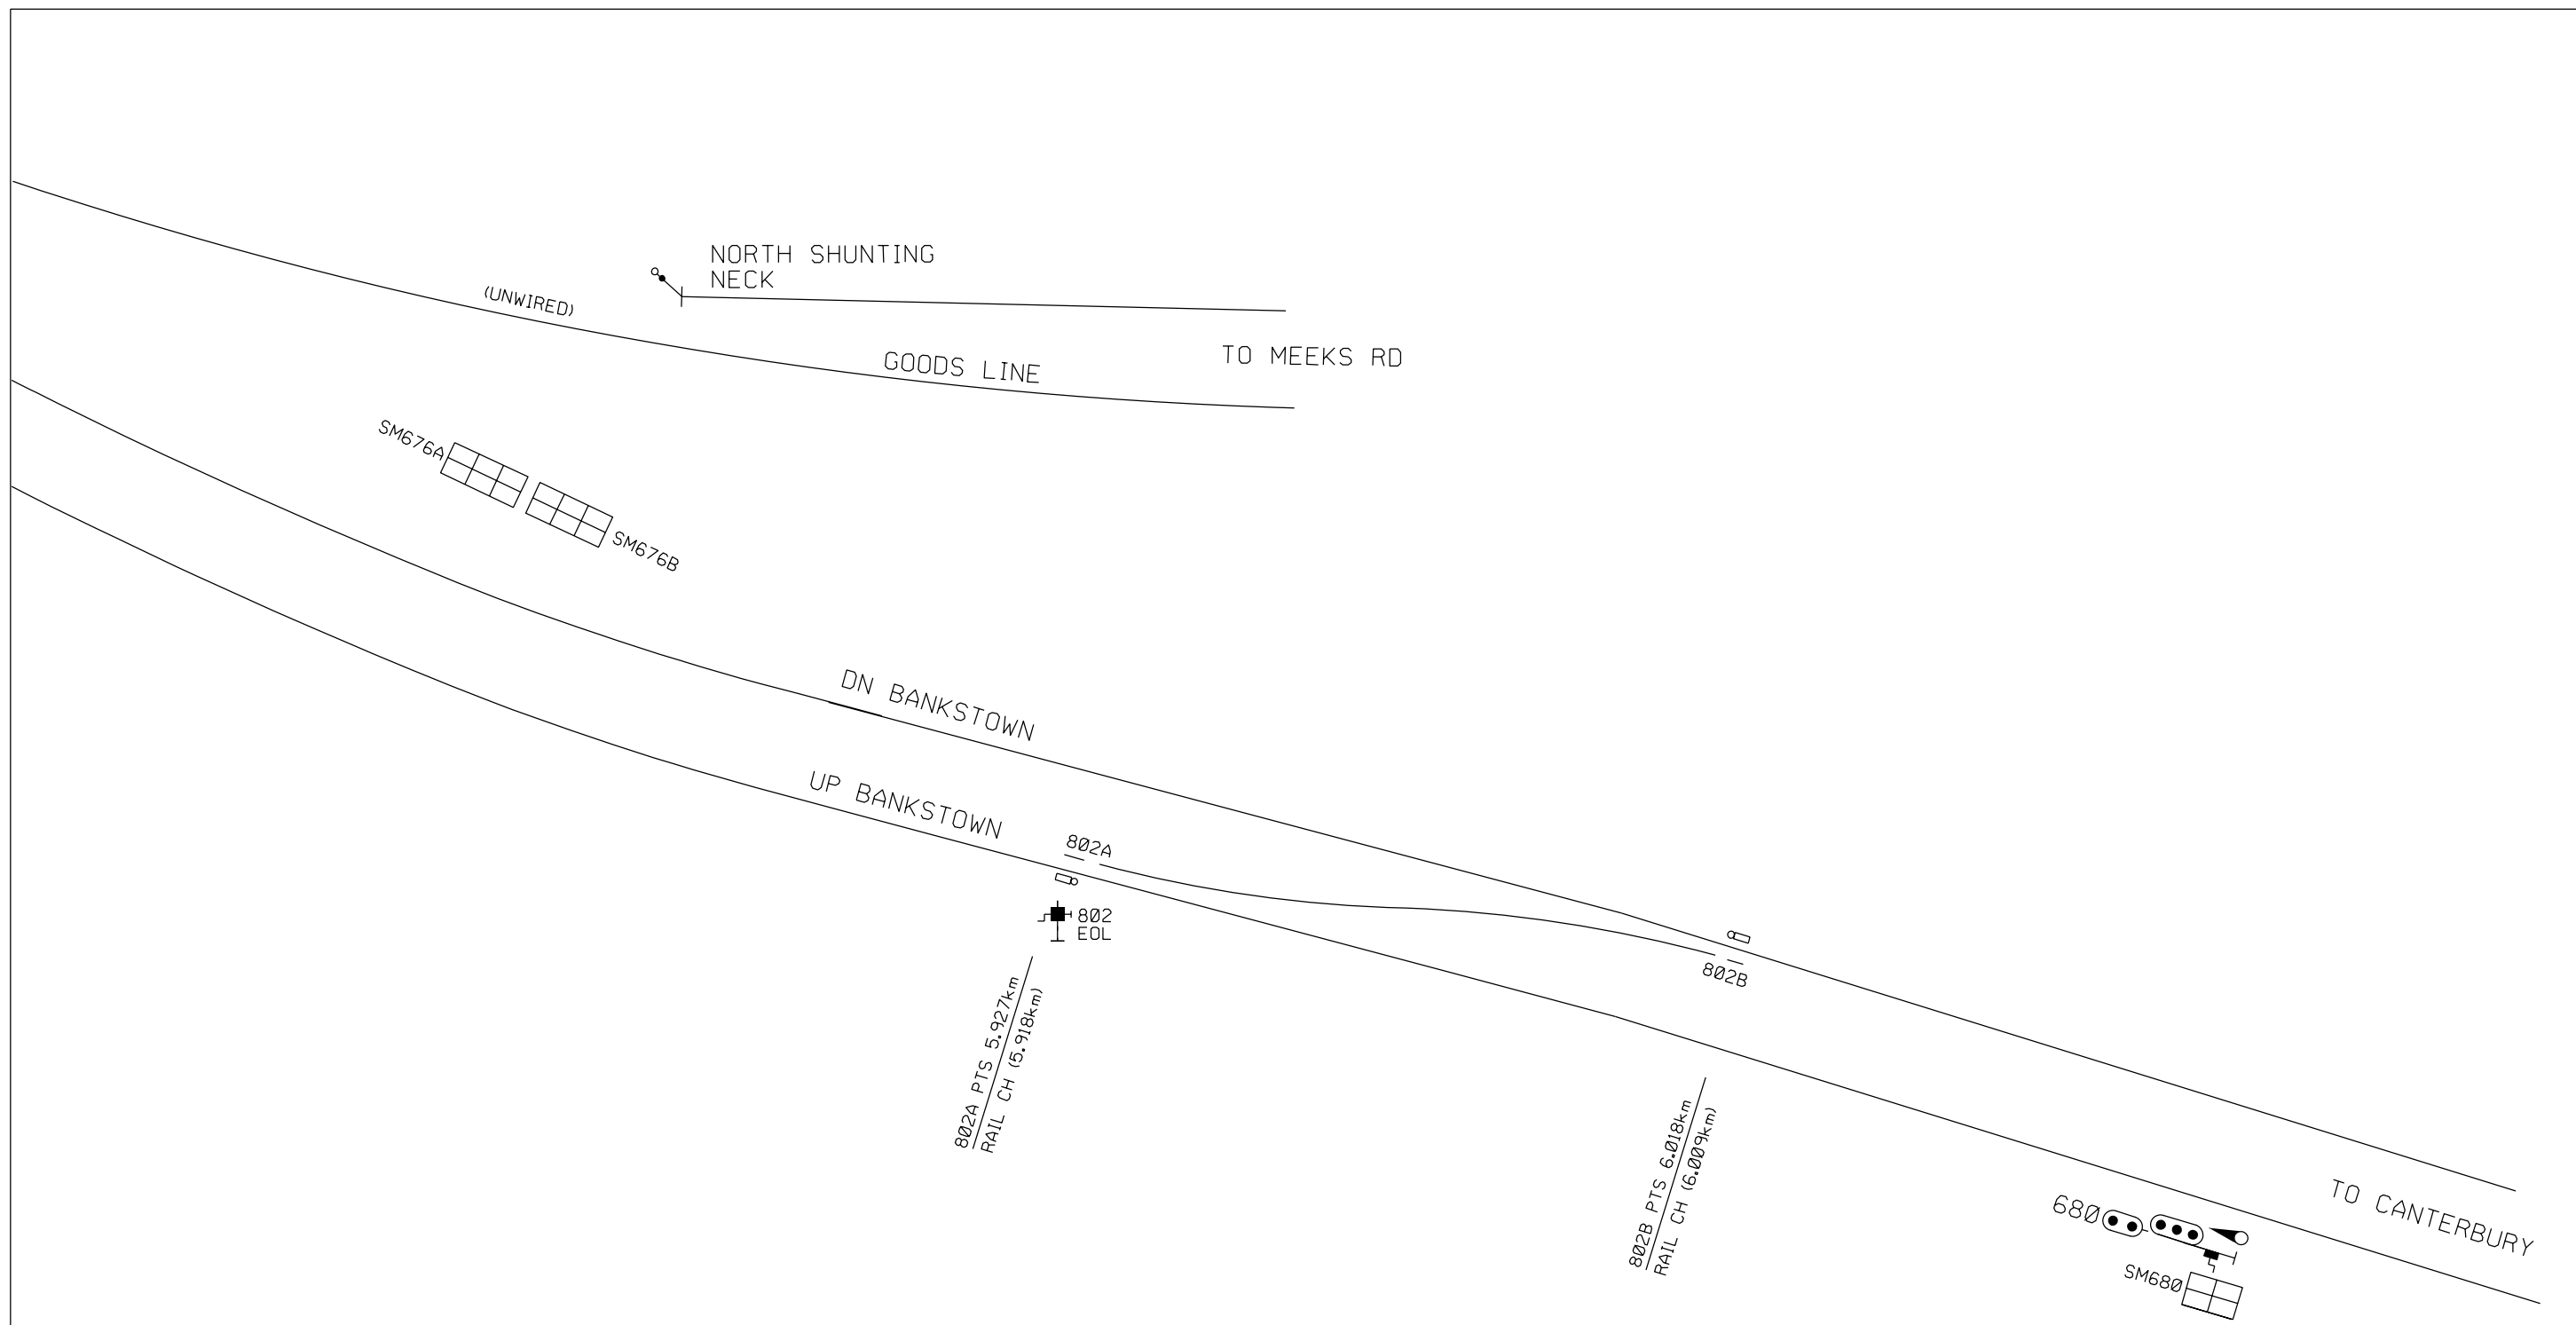 NORTH SHUNTING
NECK
(UNWIRED)
GOODS LINE
TO MEEKS RD
SM676A
SM676B
DN BANKSTOWN
UP BANKSTOWN
802A
802
EOL
802B
802A PTS 5.927km
RAIL CH (5.918km)
802B PTS 6.018km
RAIL CH (6.009km)
680
TO CANTERBURY
SM680